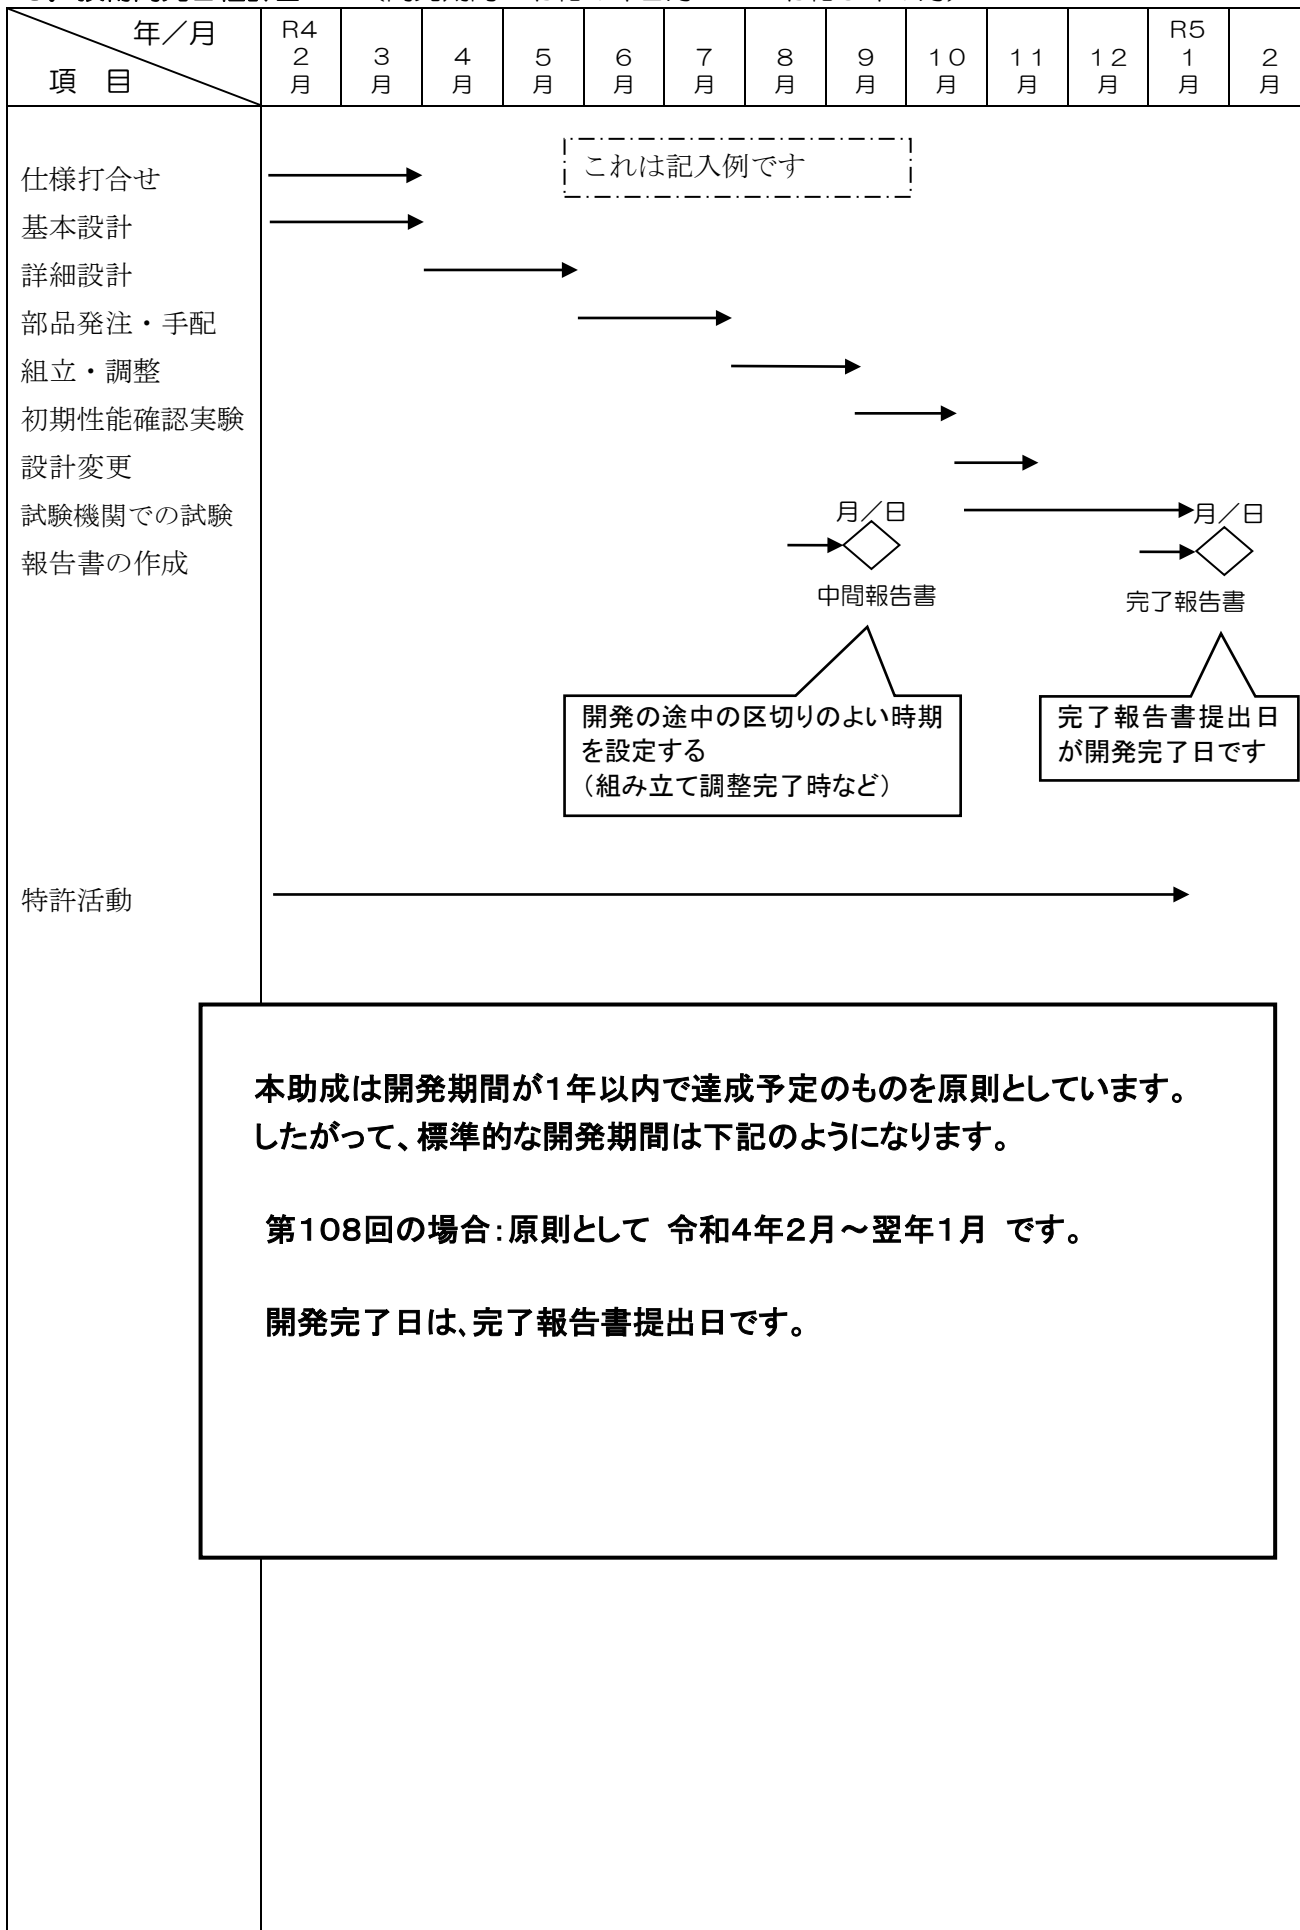 年／月
項　目
R4
2
月
3
月
4
月
5
月
6
月
7
月
8
月
9
月
１０
月
１１
月
１２
月
R5
1
月
2
月
これは記入例です
仕様打合せ
基本設計
詳細設計
部品発注・手配
組立・調整
初期性能確認実験
設計変更
試験機関での試験
報告書の作成
月／日
中間報告書
月／日
完了報告書
開発の途中の区切りのよい時期
を設定する
（組み立て調整完了時など）
完了報告書提出日
が開発完了日です
特許活動
本助成は開発期間が１年以内で達成予定のものを原則としています。
したがって、標準的な開発期間は下記のようになります。
第１０８回の場合：原則として 令和４年２月～翌年１月 です。
開発完了日は、完了報告書提出日です。